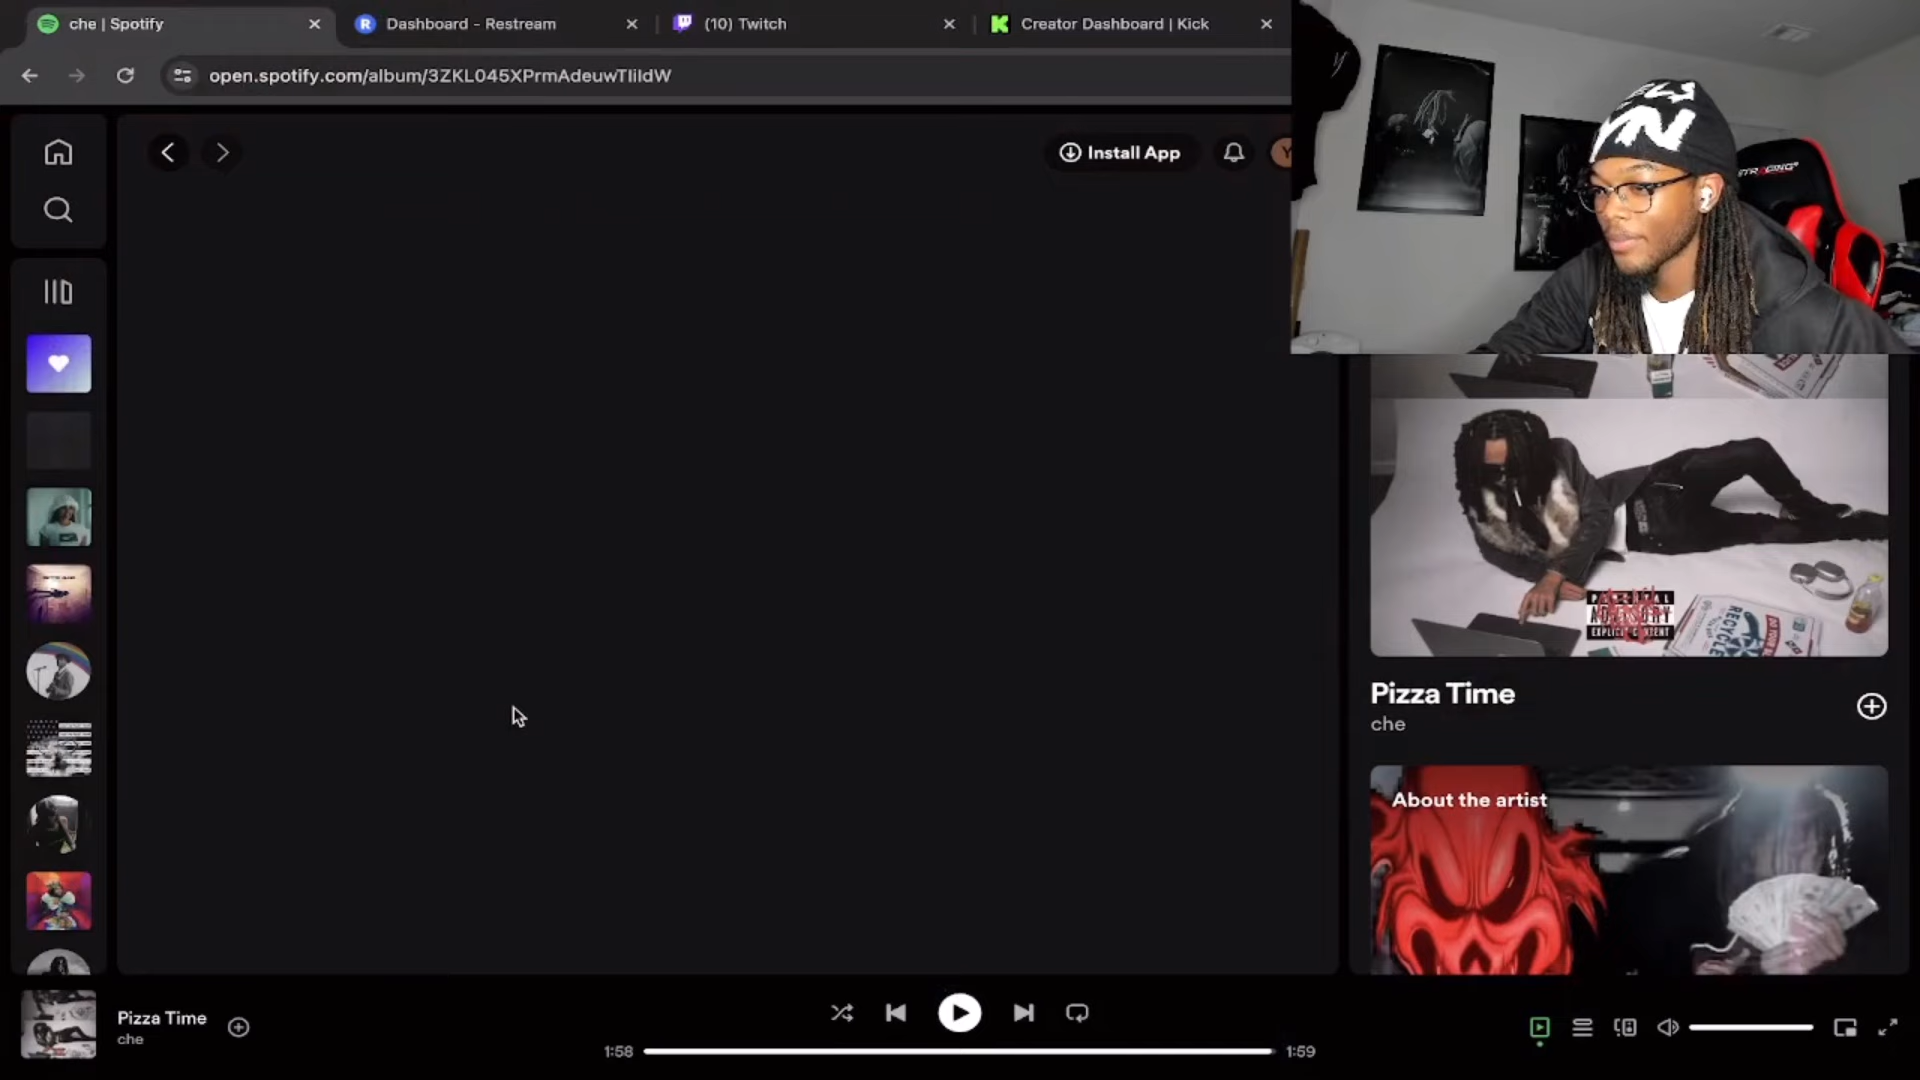 che | Spotify
Dashboard - Restream
(10) Twitch
Creator Dashboard | Kick
open.spotify.com/album/3ZKL045XPrmAdeuwTIiIdW
Install App
Pizza Time
che
About the artist
Pizza Time
che
1:58
1:59